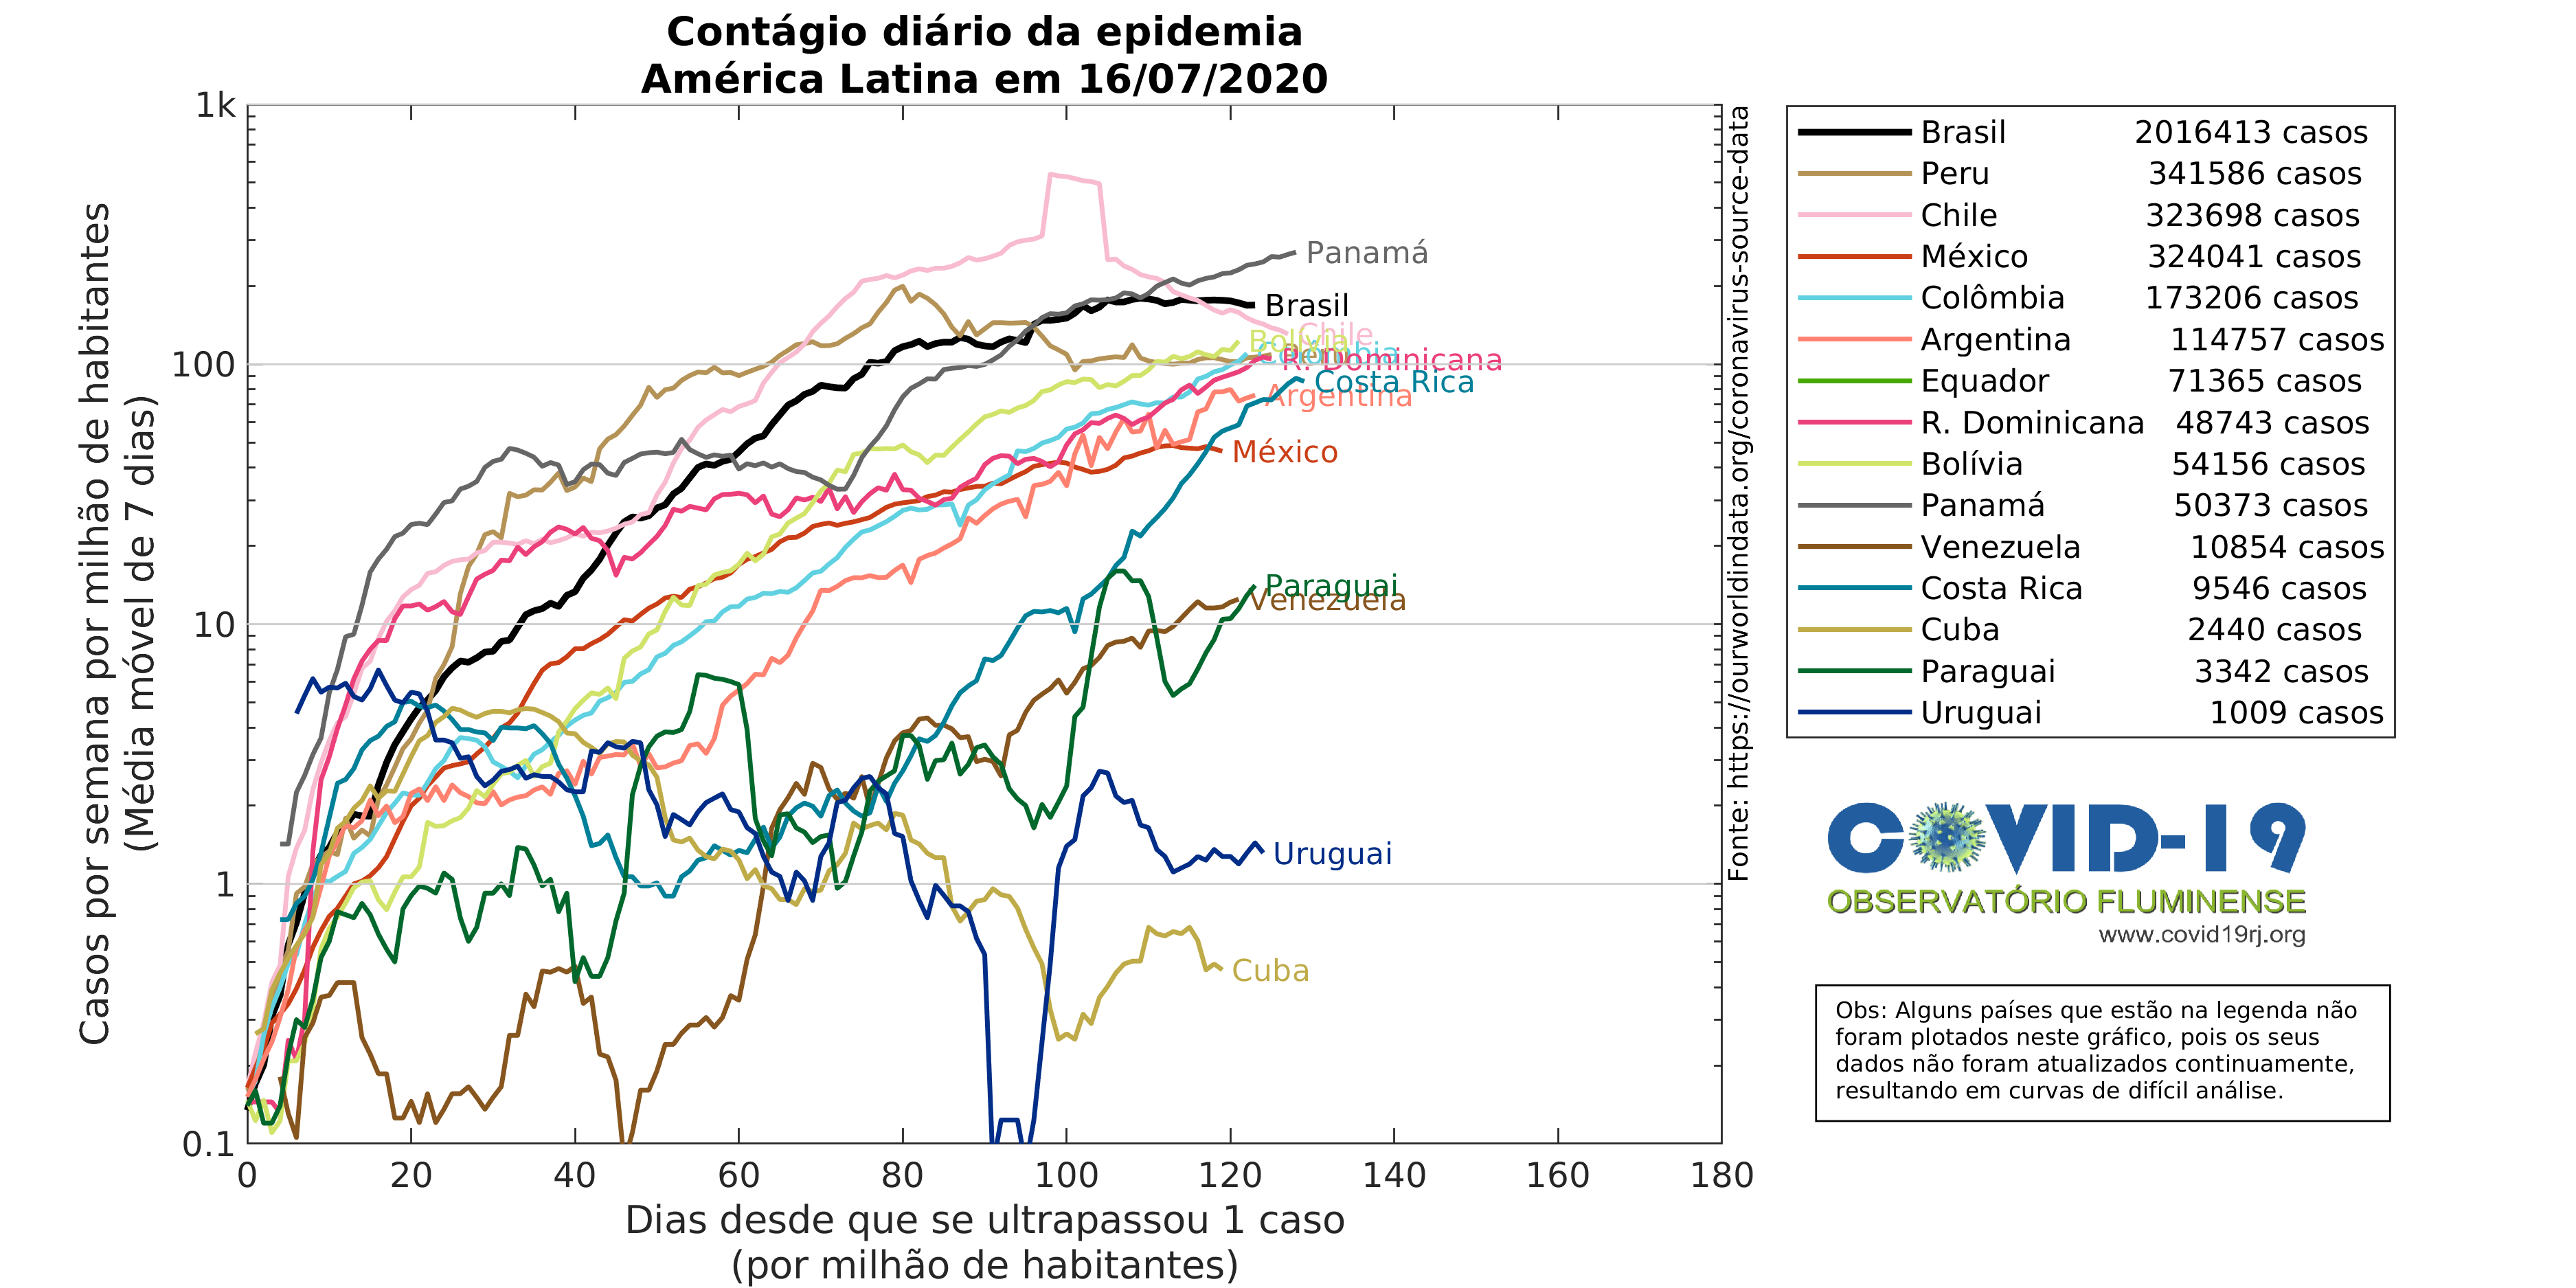 Contágio diário da epidemia
América Latina em 16/07/2020
Casos por semana por milhão de habitantes
(Média móvel de 7 dias)
1k
100
10
1
0.1
0
20
40
60
80
100
120
140
160
180
Dias desde que se ultrapassou 1 caso
(por milhão de habitantes)
Panamá
Brasil
Chile
Bolívia
Peru
Colômbia
R. Dominicana
Costa Rica
Argentina
México
Paraguai
Venezuela
Uruguai
Cuba
Fonte: https://ourworldindata.org/coronavirus-source-data
Brasil 2016413 casos
Peru 341586 casos
Chile 323698 casos
México 324041 casos
Colômbia 173206 casos
Argentina 114757 casos
Equador 71365 casos
R. Dominicana 48743 casos
Bolívia 54156 casos
Panamá 50373 casos
Venezuela 10854 casos
Costa Rica 9546 casos
Cuba 2440 casos
Paraguai 3342 casos
Uruguai 1009 casos
COVID-19
OBSERVATÓRIO FLUMINENSE
www.covid19rj.org
Obs: Alguns países que estão na legenda não
foram plotados neste gráfico, pois os seus
dados não foram atualizados continuamente,
resultando em curvas de difícil análise.